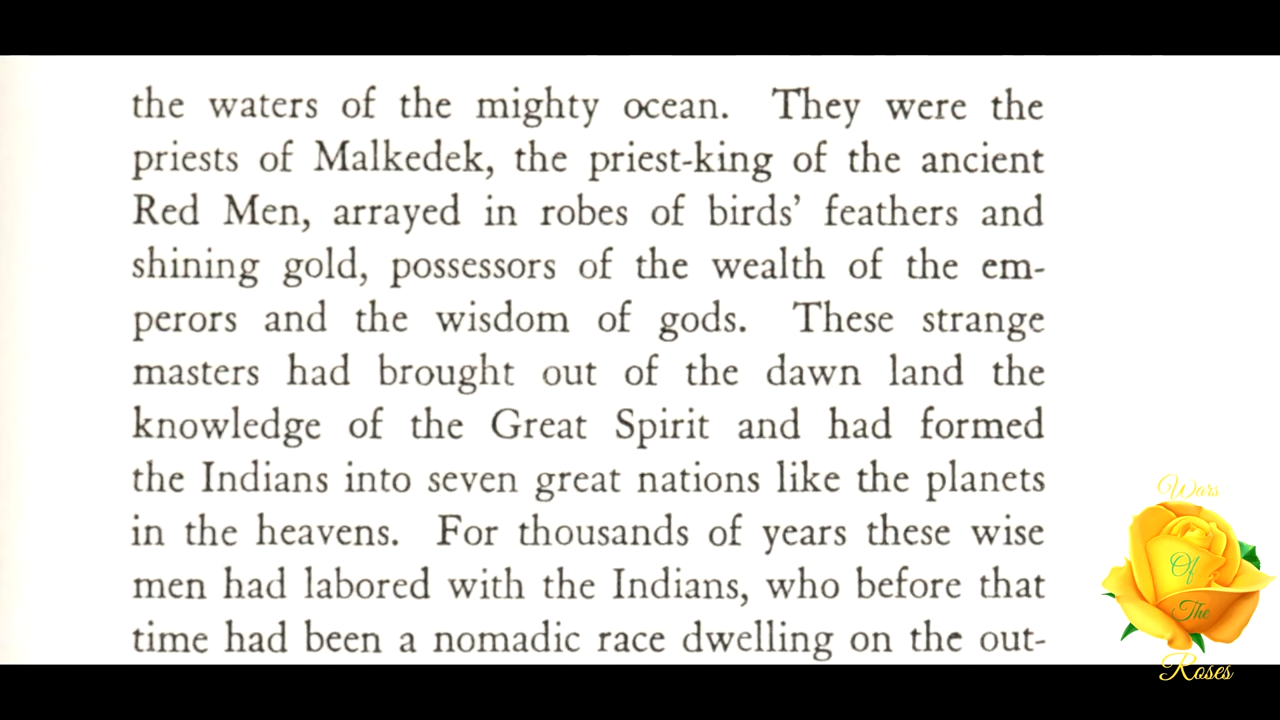 the waters of the mighty ocean. They were the
priests of Malkedek, the priest-king of the ancient
Red Men, arrayed in robes of birds’ feathers and
shining gold, possessors of the wealth of the em-
perors and the wisdom of gods. These strange
masters had brought out of the dawn land the
knowledge of the Great Spirit and had formed
the Indians into seven great nations like the planets
in the heavens. For thousands of years these wise
men had labored with the Indians, who before that
time had been a nomadic race dwelling on the out-
Wars
Of
The
Roses